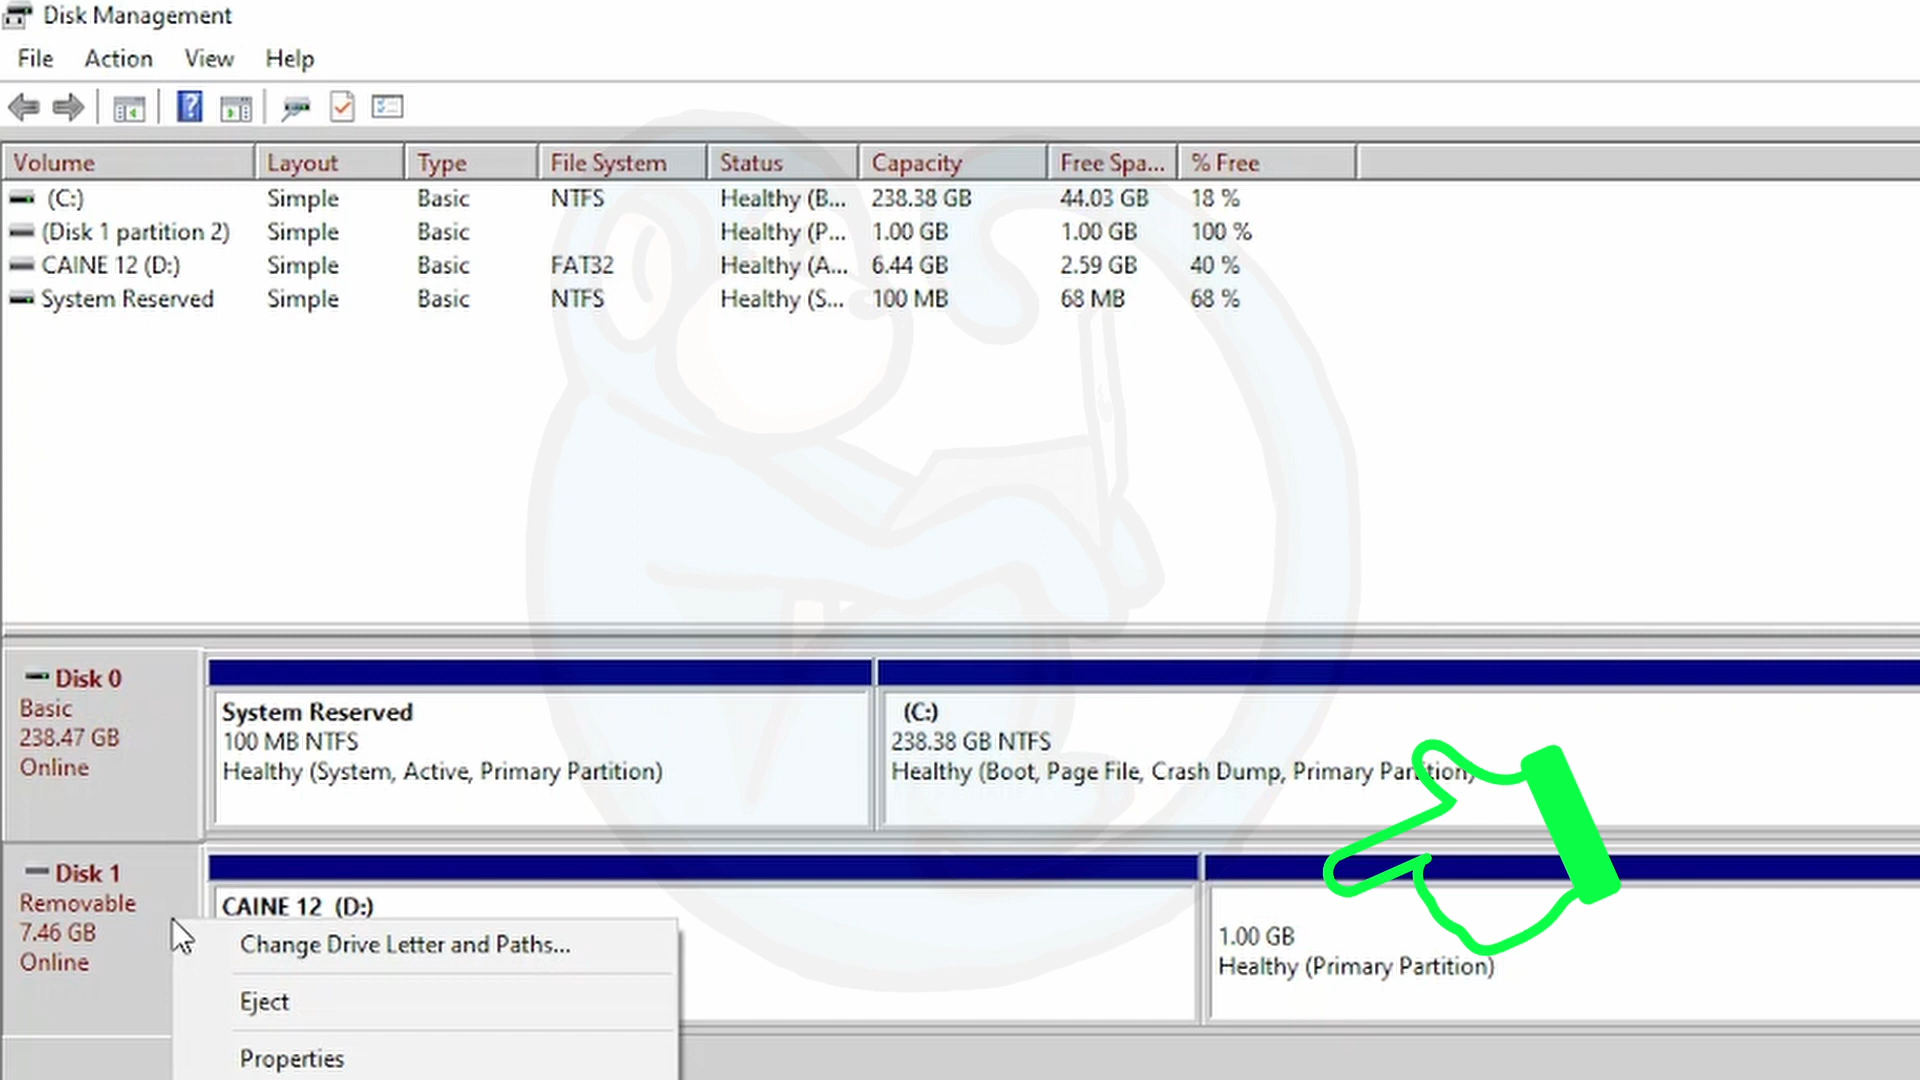 Disk Management
File Action View Help
Volume Layout Type File System Status Capacity Free Spa... % Free
(C:) Simple Basic NTFS Healthy (B... 238.38 GB 44.03 GB 18 %
(Disk 1 partition 2) Simple Basic Healthy (P... 1.00 GB 1.00 GB 100 %
CAINE 12 (D:) Simple Basic FAT32 Healthy (A... 6.44 GB 2.59 GB 40 %
System Reserved Simple Basic NTFS Healthy (S... 100 MB 68 MB 68 %
Disk 0
Basic
238.47 GB
Online
System Reserved
100 MB NTFS
Healthy (System, Active, Primary Partition)
(C:)
238.38 GB NTFS
Healthy (Boot, Page File, Crash Dump, Primary Partition)
Disk 1
Removable
7.46 GB
Online
CAINE 12 (D:)
1.00 GB
Healthy (Primary Partition)
Change Drive Letter and Paths...
Eject
Properties